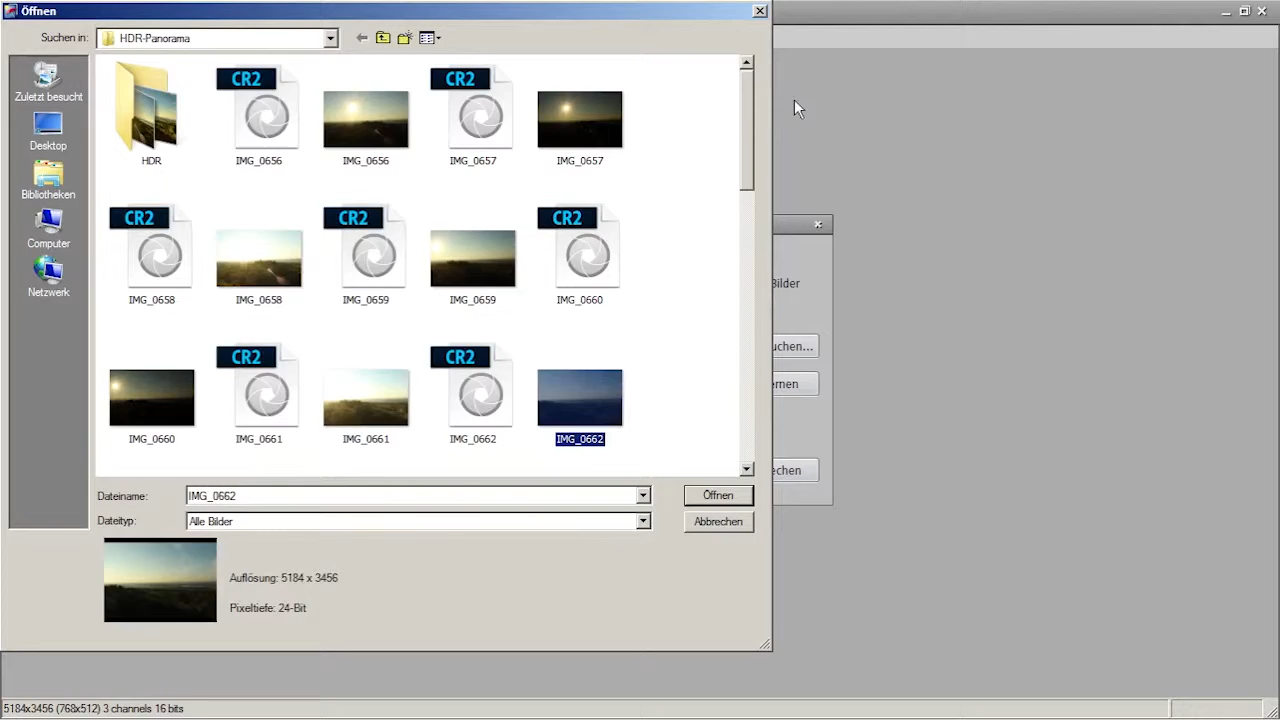 Öffnen
Suchen in:
HDR-Panorama
Zuletzt besucht
Desktop
Bibliotheken
Computer
Netzwerk
HDR
CR2
IMG_0656
IMG_0656
CR2
IMG_0657
IMG_0657
CR2
IMG_0658
IMG_0658
CR2
IMG_0659
IMG_0659
CR2
IMG_0660
IMG_0660
CR2
IMG_0661
IMG_0661
CR2
IMG_0662
IMG_0662
Dateiname:
IMG_0662
Öffnen
Dateityp:
Alle Bilder
Abbrechen
Auflösung: 5184 x 3456
Pixeltiefe: 24-Bit
Bilder
uchen...
ernen
echen
5184x3456 (768x512) 3 channels 16 bits